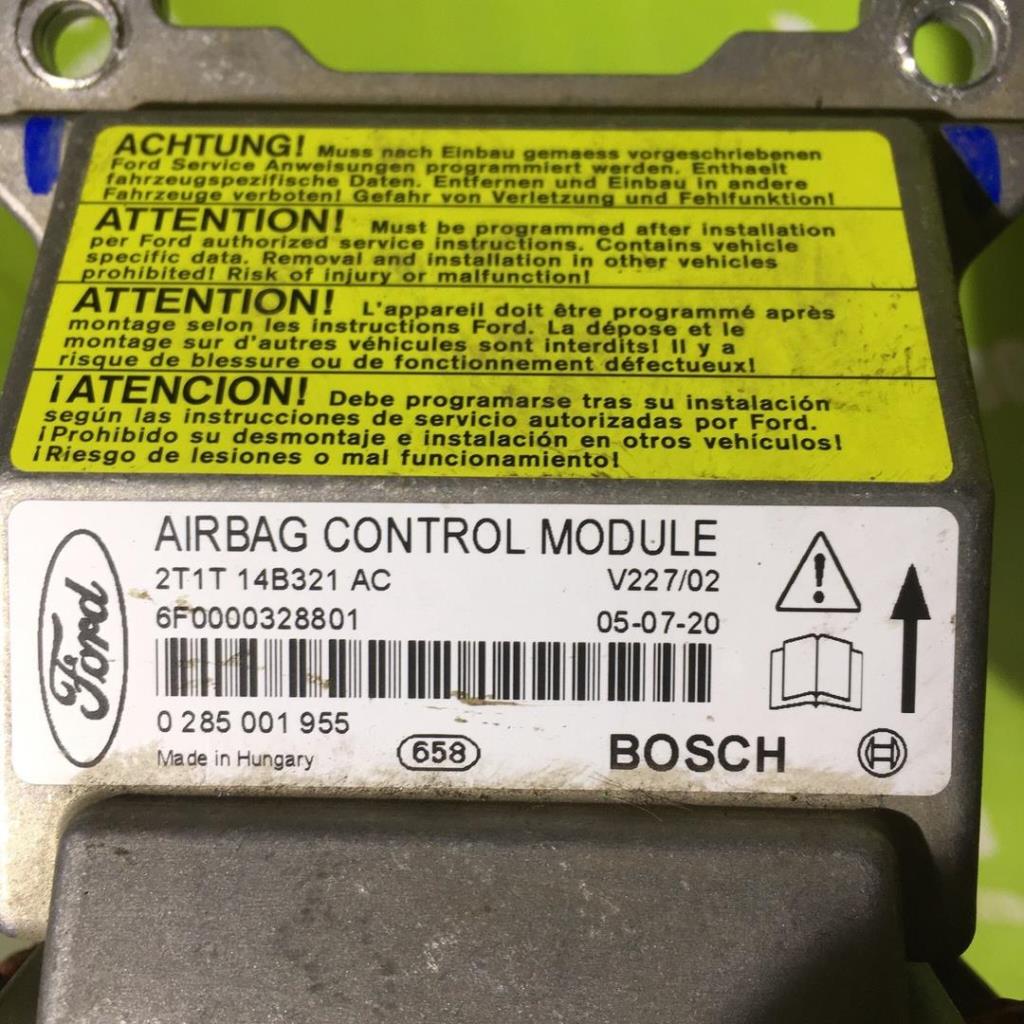 ACHTUNG! Muss nach Einbau gemaess vorgeschriebenen
Ford Service Anweisungen programmiert werden. Enthaelt
fahrzeugspezifische Daten. Entfernen und Einbau in andere
Fahrzeuge verboten! Gefahr von Verletzung und Fehlfunktion!
ATTENTION! Must be programmed after installation
per Ford authorized service instructions. Contains vehicle
specific data. Removal and installation in other vehicles
prohibited! Risk of injury or malfunction!
ATTENTION! L'appareil doit être programmé après
montage selon les instructions Ford. La dépose et le
montage sur d'autres véhicules sont interdits! Il y a
risque de blessure ou de fonctionnement défectueux!
¡ATENCION! Debe programarse tras su instalación
según las instrucciones de servicio autorizadas por Ford.
¡Prohibido su desmontaje e instalación en otros vehículos!
¡Riesgo de lesiones o mal funcionamiento!
Ford
AIRBAG CONTROL MODULE
2T1T 14B321 AC V227/02
6F0000328801 05-07-20
0 285 001 955
Made in Hungary 658 BOSCH